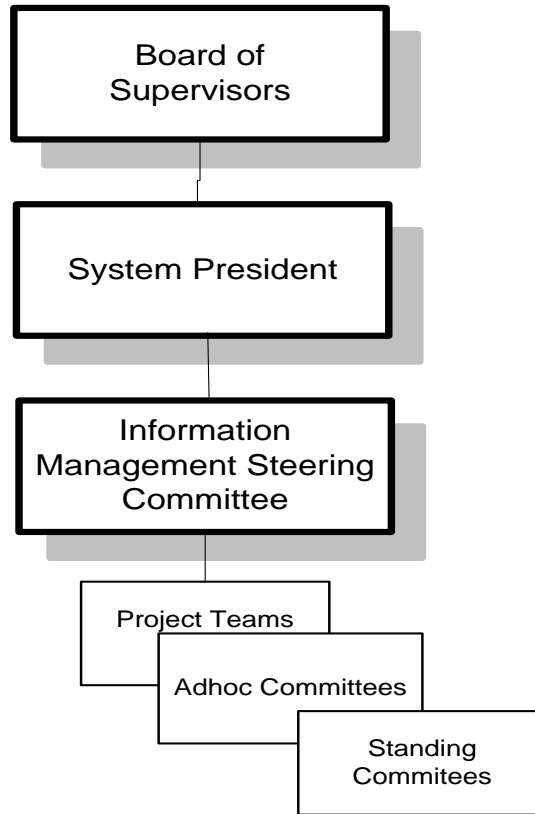 Board of
Supervisors
System President
Information
Management Steering
Committee
Project Teams
Adhoc Committees
Standing
Commitees